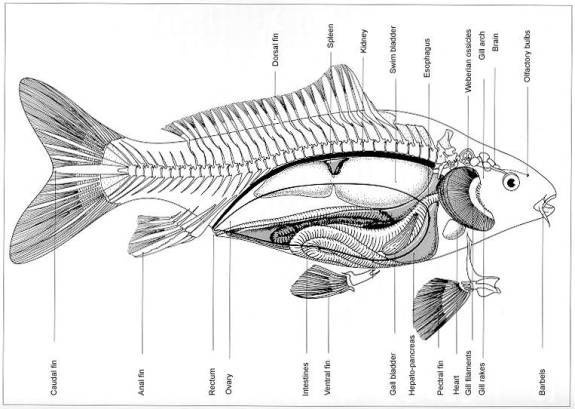 Dorsal fin
Spleen
Kidney
Swim bladder
Esophagus
Weberian ossicles
Gill arch
Brain
Olfactory bulbs
Caudal fin
Anal fin
Rectum
Ovary
Intestines
Ventral fin
Gall bladder
Hepato-pancreas
Pectral fin
Heart
Gill filaments
Gill rakes
Barbels